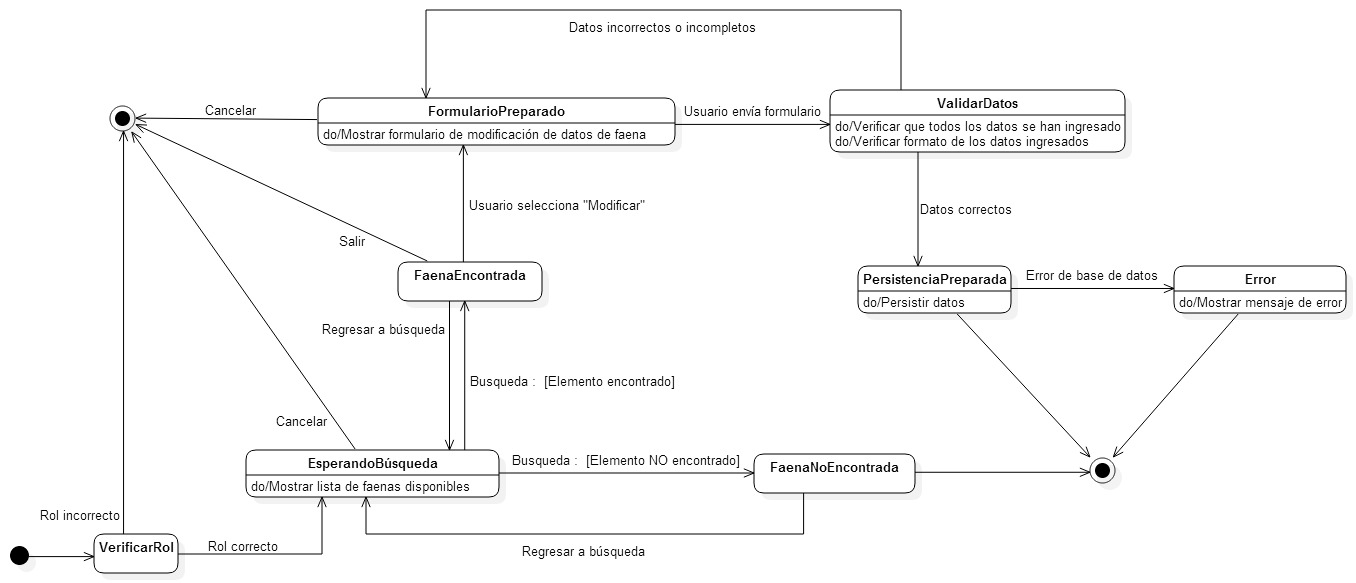 Datos incorrectos o incompletos
Cancelar
FormularioPreparado
do/Mostrar formulario de modificación de datos de faena
Usuario envía formulario
ValidarDatos
do/Verificar que todos los datos se han ingresado
do/Verificar formato de los datos ingresados
Usuario selecciona "Modificar"
Datos correctos
Salir
FaenaEncontrada
PersistenciaPreparada
do/Persistir datos
Error de base de datos
Error
do/Mostrar mensaje de error
Regresar a búsqueda
Busqueda : [Elemento encontrado]
Cancelar
EsperandoBúsqueda
do/Mostrar lista de faenas disponibles
Busqueda : [Elemento NO encontrado]
FaenaNoEncontrada
Rol incorrecto
VerificarRol
Rol correcto
Regresar a búsqueda